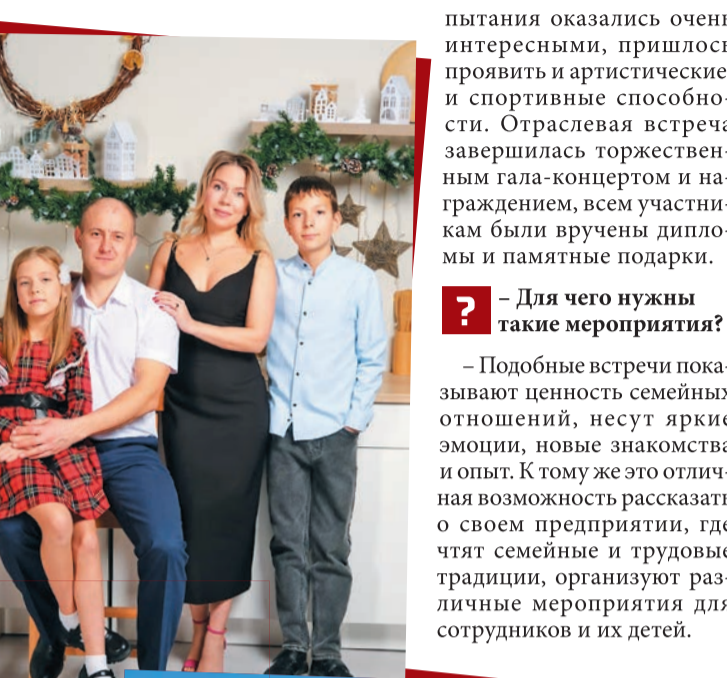 пытания оказались очень
интересными, пришлось
проявить и артистические
и спортивные способно-
сти. Отраслевая встреча
завершилась торжествен-
ным гала-концертом и на-
граждением, всем участни-
кам были вручены дипло-
мы и памятные подарки.
?
– Для чего нужны
такие мероприятия?
– Подобные встречи пока-
зывают ценность семейных
отношений, несут яркие
эмоции, новые знакомства
и опыт. К тому же это отлич-
ная возможность рассказать
о своем предприятии, где
чтят семейные и трудовые
традиции, организуют раз-
личные мероприятия для
сотрудников и их детей.